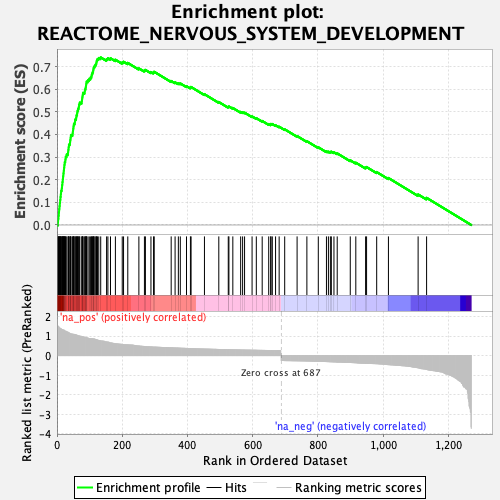 Enrichment plot:
REACTOME_NERVOUS_SYSTEM_DEVELOPMENT
Enrichment score (ES)
0.7
0.6
0.5
0.4
0.3
0.2
0.1
0.0
'na_pos' (positively correlated)
Ranked list metric (PreRanked)
2
1
0
-1
-2
-3
-4
Zero cross at 687
'na_neg' (negatively correlated)
0
200
400
600
800
1,000
1,200
Rank in Ordered Dataset
Enrichment profile
Hits
Ranking metric scores